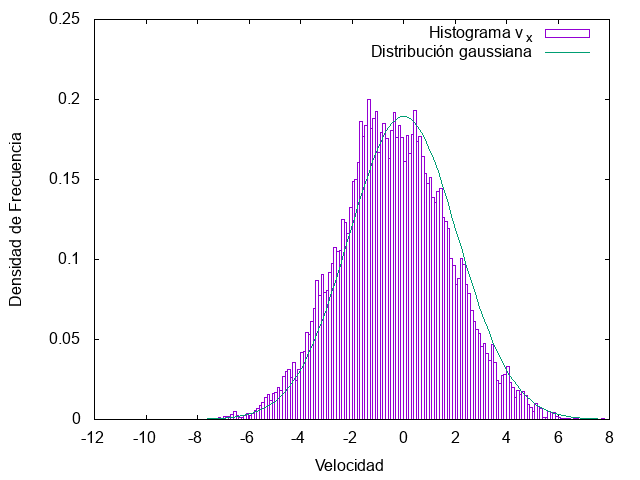 0.25
0.2
0.15
0.1
0.05
0
-12 -10 -8 -6 -4 -2 0 2 4 6 8
Densidad de Frecuencia
Velocidad
Histograma v x
Distribución gaussiana